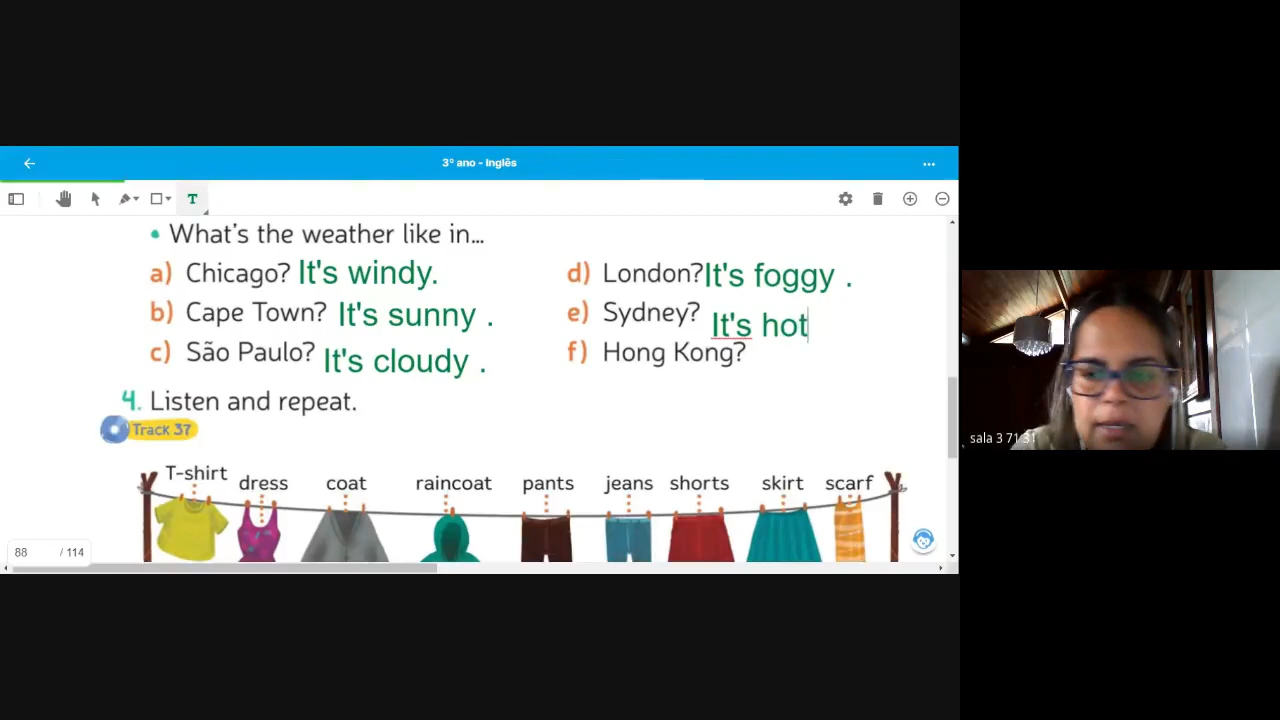 3º ano - Inglês
• What's the weather like in...
a) Chicago? It's windy.
b) Cape Town? It's sunny .
c) São Paulo? It's cloudy .
d) London? It's foggy .
e) Sydney? It's hot
f) Hong Kong?
4. Listen and repeat.
Track 37
T-shirt dress coat raincoat pants jeans shorts skirt scarf
88 / 114
sala 3 71 31